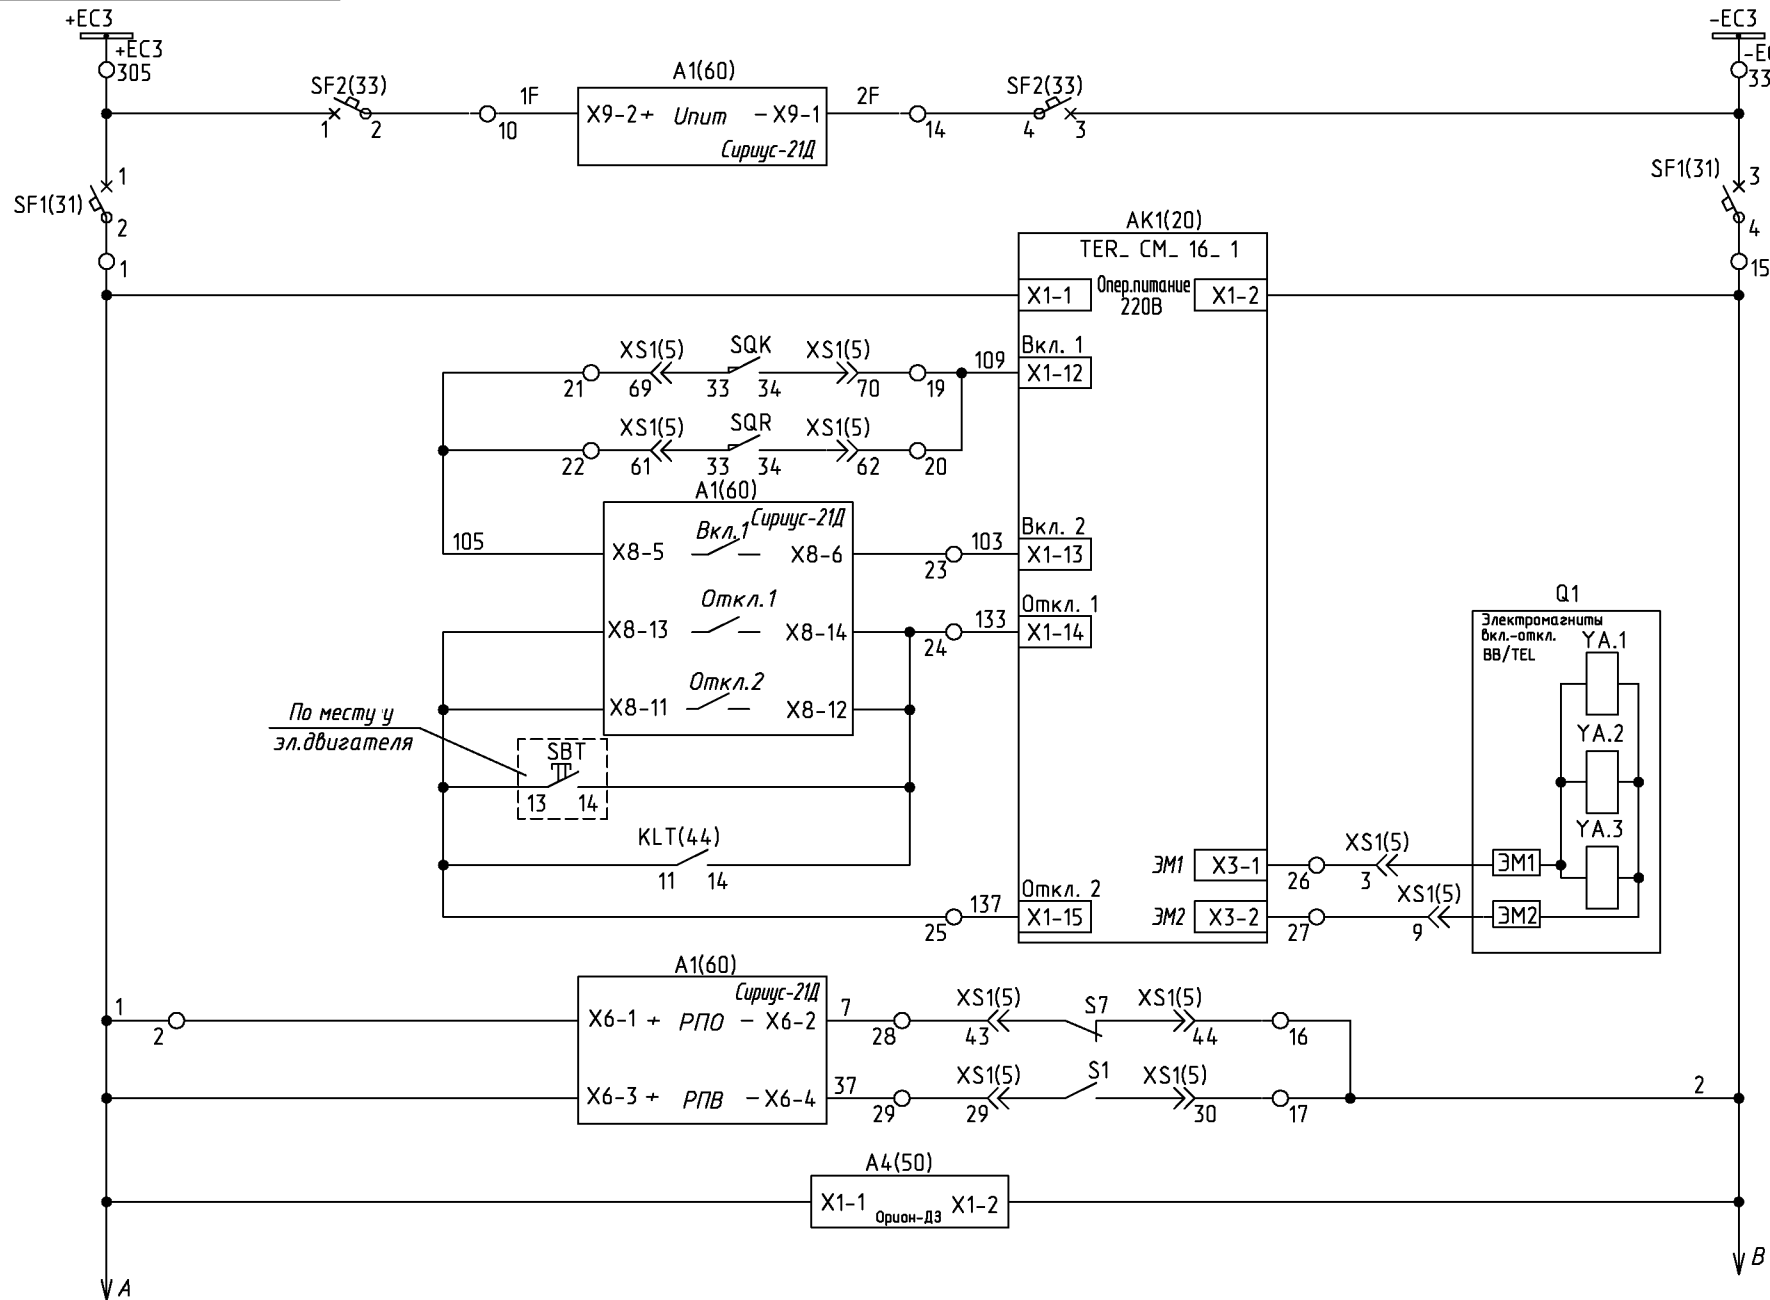 +EC3
-EC3
+EC3
305
33
SF2(33)
1
2
1F
10
A1(60)
X9-2+ Uпит -X9-1
Сириус-21Д
2F
14
SF2(33)
4
3
SF1(31)
1
2
1
SF1(31)
3
4
15
AK1(20)
TER_ CM_ 16_ 1
X1-1
Опер.питание
220В
X1-2
Вкл. 1
109
X1-12
XS1(5)
SQK
XS1(5)
21
69
33
34
70
19
XS1(5)
SQR
XS1(5)
22
61
33
34
62
20
A1(60)
Сириус-21Д
105
Вкл.1
X8-5
X8-6
23
103
Вкл. 2
X1-13
Откл.1
X8-13
X8-14
24
133
Откл. 1
X1-14
Откл.2
X8-11
X8-12
По месту у
эл.двигателя
SBT
13
14
KLT(44)
11
14
25
137
Откл. 2
X1-15
ЭМ1
X3-1
26
XS1(5)
3
ЭМ1
ЭМ2
X3-2
27
XS1(5)
9
ЭМ2
Q1
Электромагниты
вкл.-откл.
BB/TEL
YA.1
YA.2
YA.3
A1(60)
Сириус-21Д
1
2
X6-1 + РПО - X6-2
7
28
XS1(5)
43
S7
XS1(5)
44
16
X6-3 + РПВ - X6-4
37
29
XS1(5)
29
S1
XS1(5)
30
17
2
A4(50)
X1-1
Орион-ДЗ
X1-2
A
B